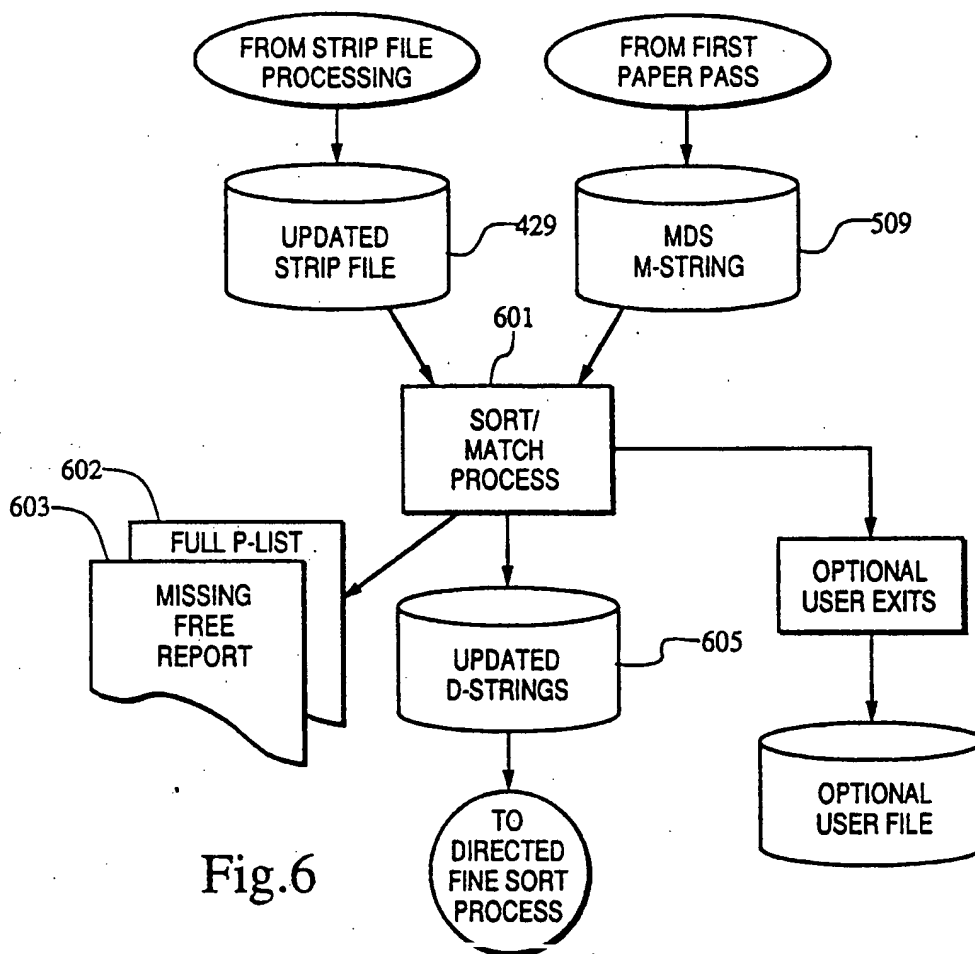 FROM STRIP FILE
PROCESSING
FROM FIRST
PAPER PASS
UPDATED
STRIP FILE
429
MDS
M-STRING
509
601
SORT/
MATCH
PROCESS
602
603
FULL P-LIST
MISSING
FREE
REPORT
UPDATED
D-STRINGS
605
OPTIONAL
USER EXITS
OPTIONAL
USER FILE
TO
DIRECTED
FINE SORT
PROCESS
Fig.6